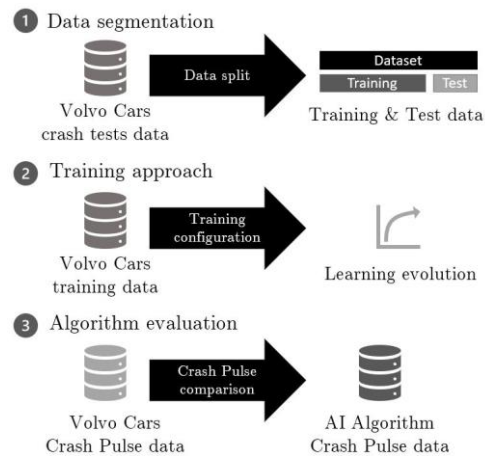 1 Data segmentation
Data split
Dataset
Training Test
Volvo Cars
crash tests data
Training & Test data
2 Training approach
Training
configuration
Volvo Cars
training data
Learning evolution
3 Algorithm evaluation
Crash Pulse
comparison
Volvo Cars
Crash Pulse data
AI Algorithm
Crash Pulse data